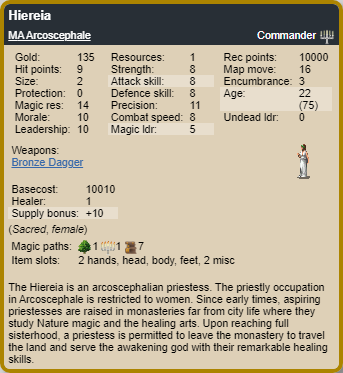 Hiereia
MA Arcoscephale Commander
Gold: 135 Resources: 1 Rec points: 10000
Hit points: 9 Strength: 8 Map move: 16
Size: 2 Attack skill: 8 Encumbrance: 3
Protection: 0 Defence skill: 8 Age: 22
Magic res: 14 Precision: 11 (75)
Morale: 10 Combat speed: 8 Undead ldr: 0
Leadership: 10 Magic ldr: 5
Weapons:
Bronze Dagger
Basecost: 10010
Healer: 1
Supply bonus: +10
(Sacred, female)
Magic paths: 1 1 7
Item slots: 2 hands, head, body, feet, 2 misc
The Hiereia is an arcoscephalian priestess. The priestly occupation
in Arcoscephale is restricted to women. Since early times, aspiring
priestesses are raised in monasteries far from city life where they
study Nature magic and the healing arts. Upon reaching full
sisterhood, a priestess is permitted to leave the monastery to travel
the land and serve the awakening god with their remarkable healing
skills.